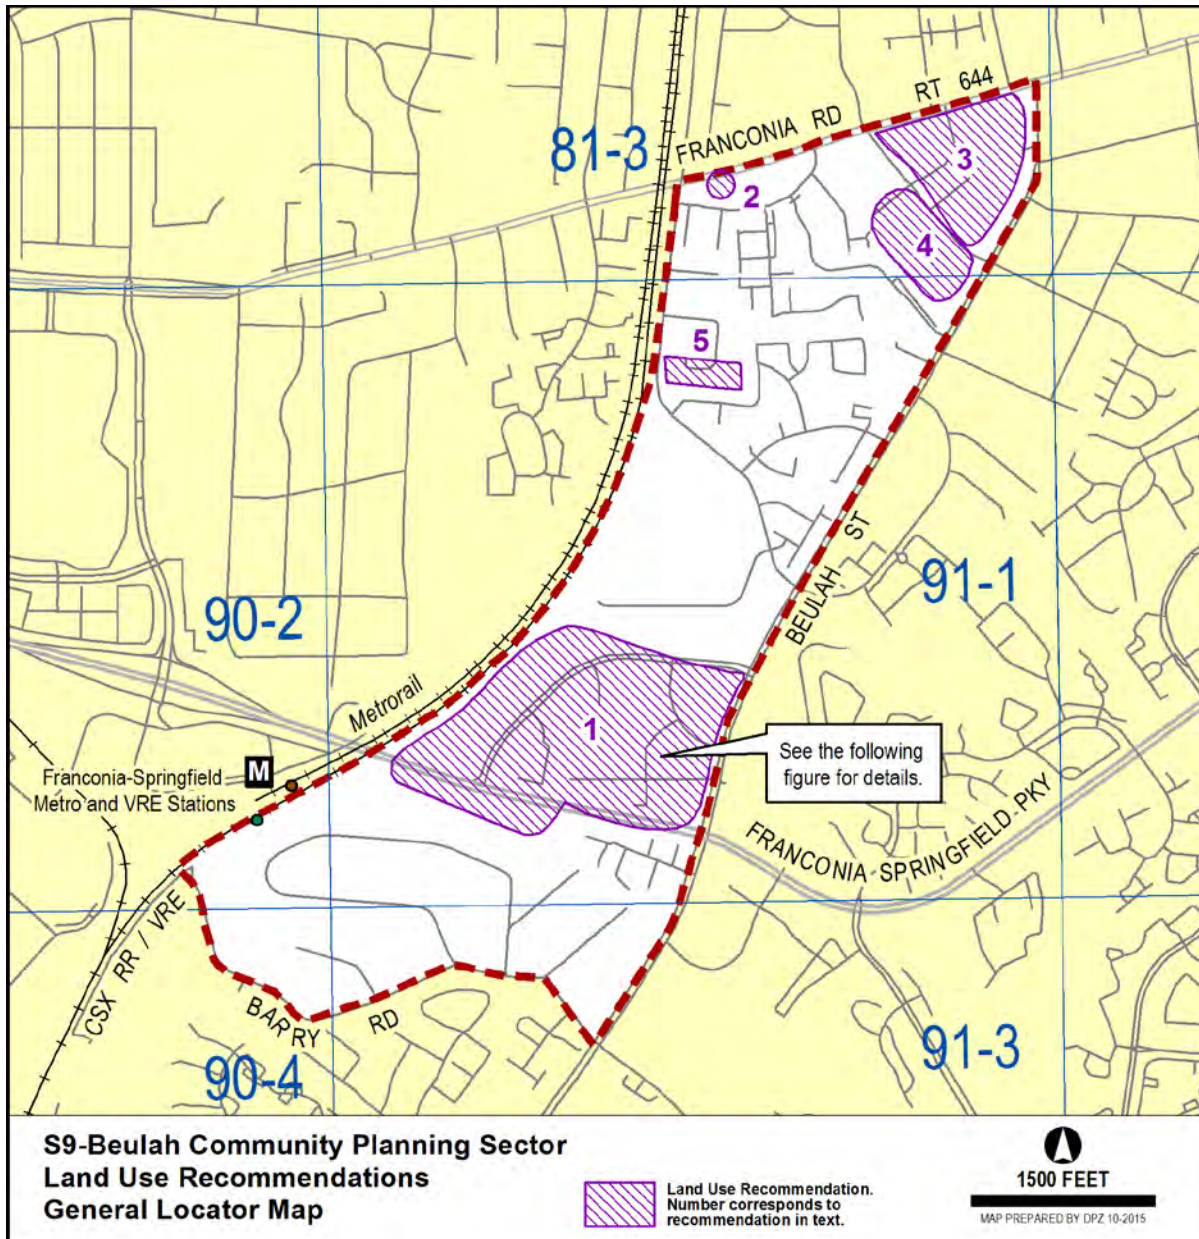 RT 644
FRANCONIA RD
81-3
3
2
4
5
90-2
91-1
BEULAH ST
Metrorail
1
M
See the following
figure for details.
Franconia-Springfield
Metro and VRE Stations
FRANCONIA-SPRINGFIELD-PKY
CSX RR / VRE
BARRY RD
90-4
91-3
S9-Beulah Community Planning Sector
Land Use Recommendations
General Locator Map
Land Use Recommendation.
Number corresponds to
recommendation in text.
1500 FEET
MAP PREPARED BY DPZ 10-2015